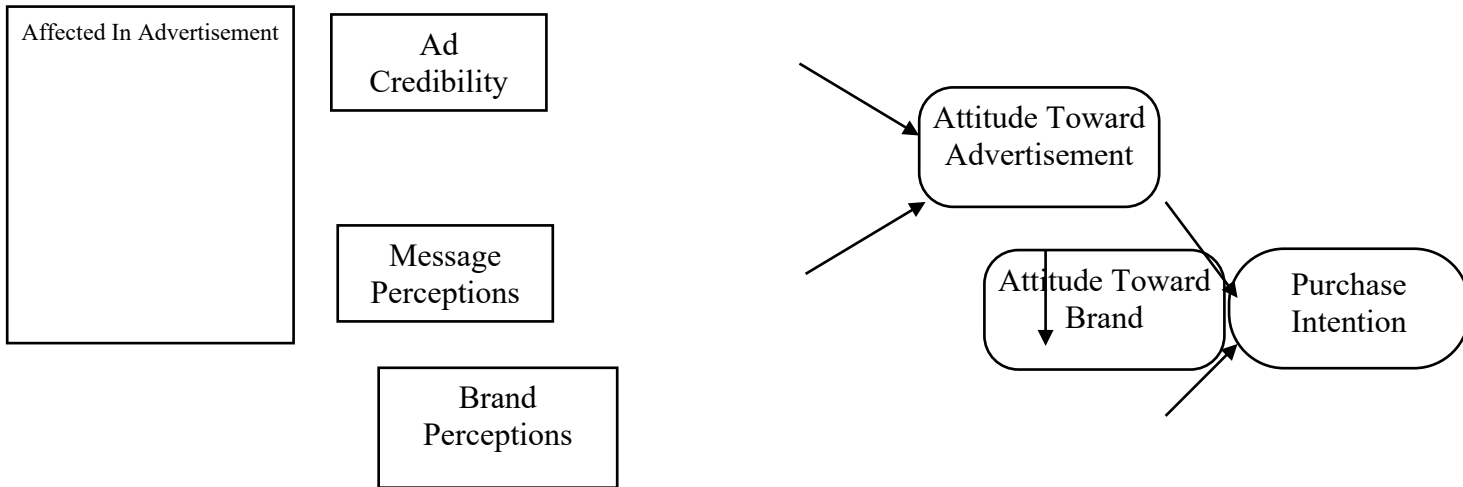 Affected In Advertisement
Ad
Credibility
Attitude Toward
Advertisement
Message
Perceptions
Attitude Toward
Brand
Purchase
Intention
Brand
Perceptions